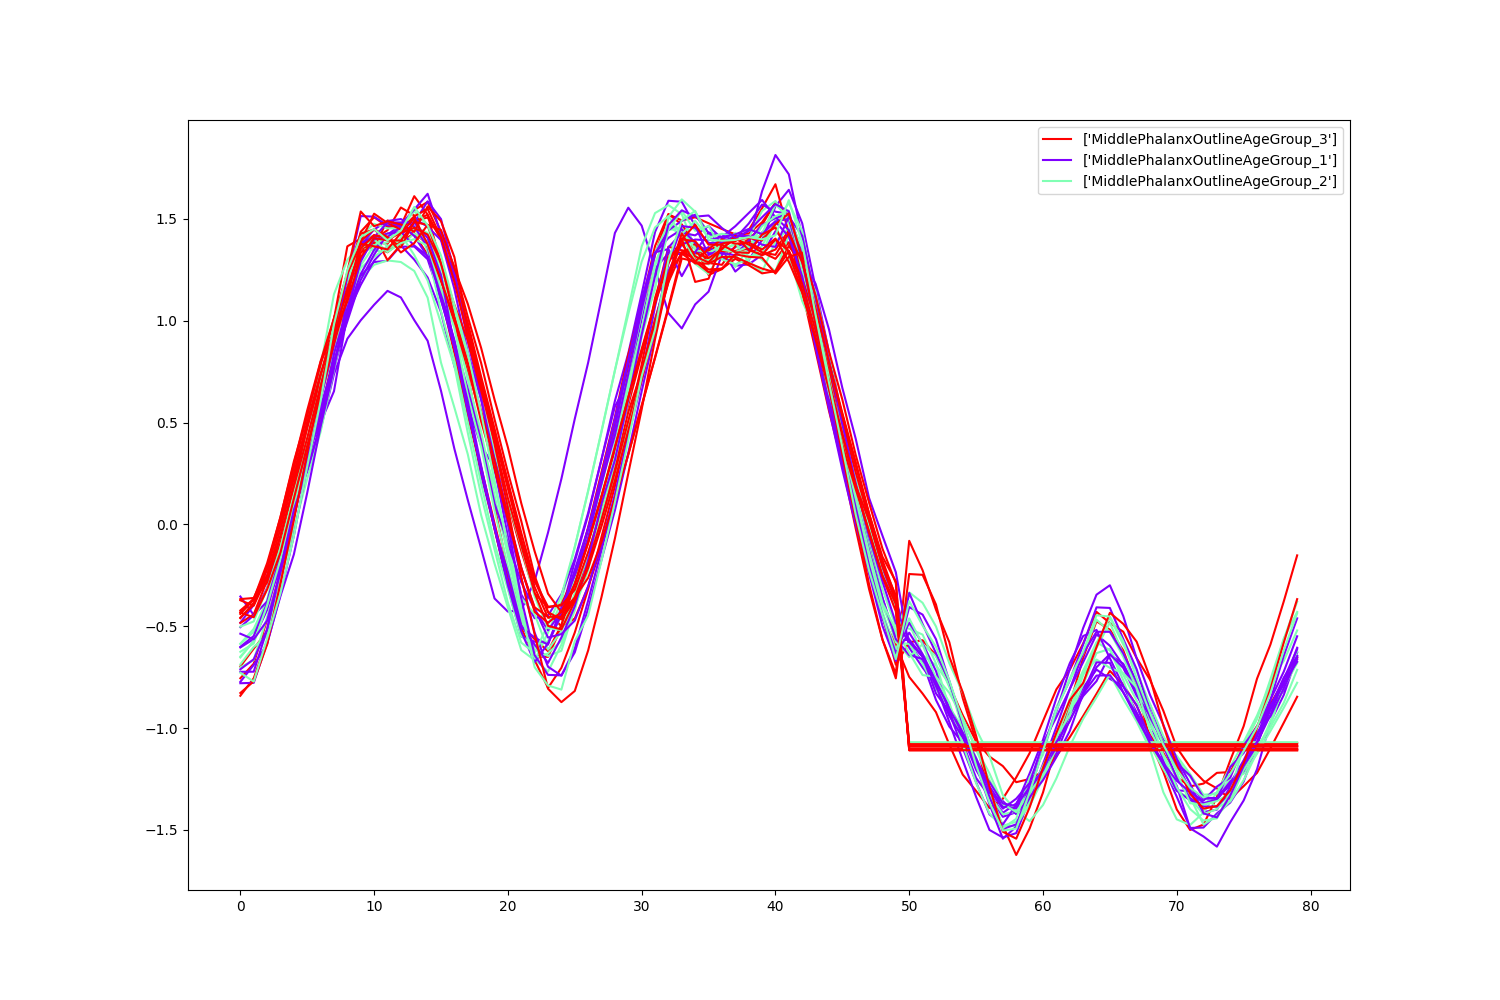 ['MiddlePhalanxOutlineAgeGroup_3']
['MiddlePhalanxOutlineAgeGroup_1']
['MiddlePhalanxOutlineAgeGroup_2']
1.5
1.0
0.5
0.0
−0.5
−1.0
−1.5
0 10 20 30 40 50 60 70 80